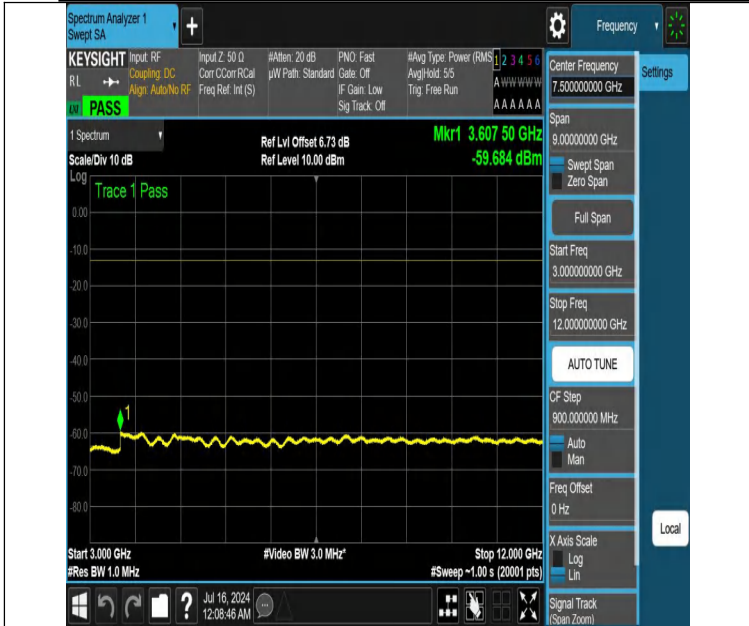 Spectrum Analyzer 1
Swept SA
Frequency
KEYSIGHT
RL
PASS
Input: RF
Coupling: DC
Align: Auto/No RF
Input Z: 50 Ω
Corr CCorr RCal
Freq Ref: Int (S)
#Atten: 20 dB
µW Path: Standard
PNO: Fast
Gate: Off
IF Gain: Low
Sig Track: Off
#Avg Type: Power (RMS
Avg|Hold: 5/5
Trig: Free Run
1 2 3 4 5 6
A W W W W W
A A A A A A
1 Spectrum
Scale/Div 10 dB
Ref Lvl Offset 6.73 dB
Ref Level 10.00 dBm
Mkr1 3.607 50 GHz
-59.684 dBm
Log
Trace 1 Pass
0.00
-10.0
-20.0
-30.0
-40.0
-50.0
-60.0
-70.0
-80.0
1
Start 3.000 GHz
#Res BW 1.0 MHz
#Video BW 3.0 MHz*
Stop 12.000 GHz
#Sweep ~1.00 s (20001 pts)
Center Frequency
7.500000000 GHz
Settings
Span
9.00000000 GHz
Swept Span
Zero Span
Full Span
Start Freq
3.000000000 GHz
Stop Freq
12.000000000 GHz
AUTO TUNE
CF Step
900.000000 MHz
Auto
Man
Freq Offset
0 Hz
X Axis Scale
Log
Lin
Local
Signal Track
(Span Zoom)
?
Jul 16, 2024
12:08:46 AM